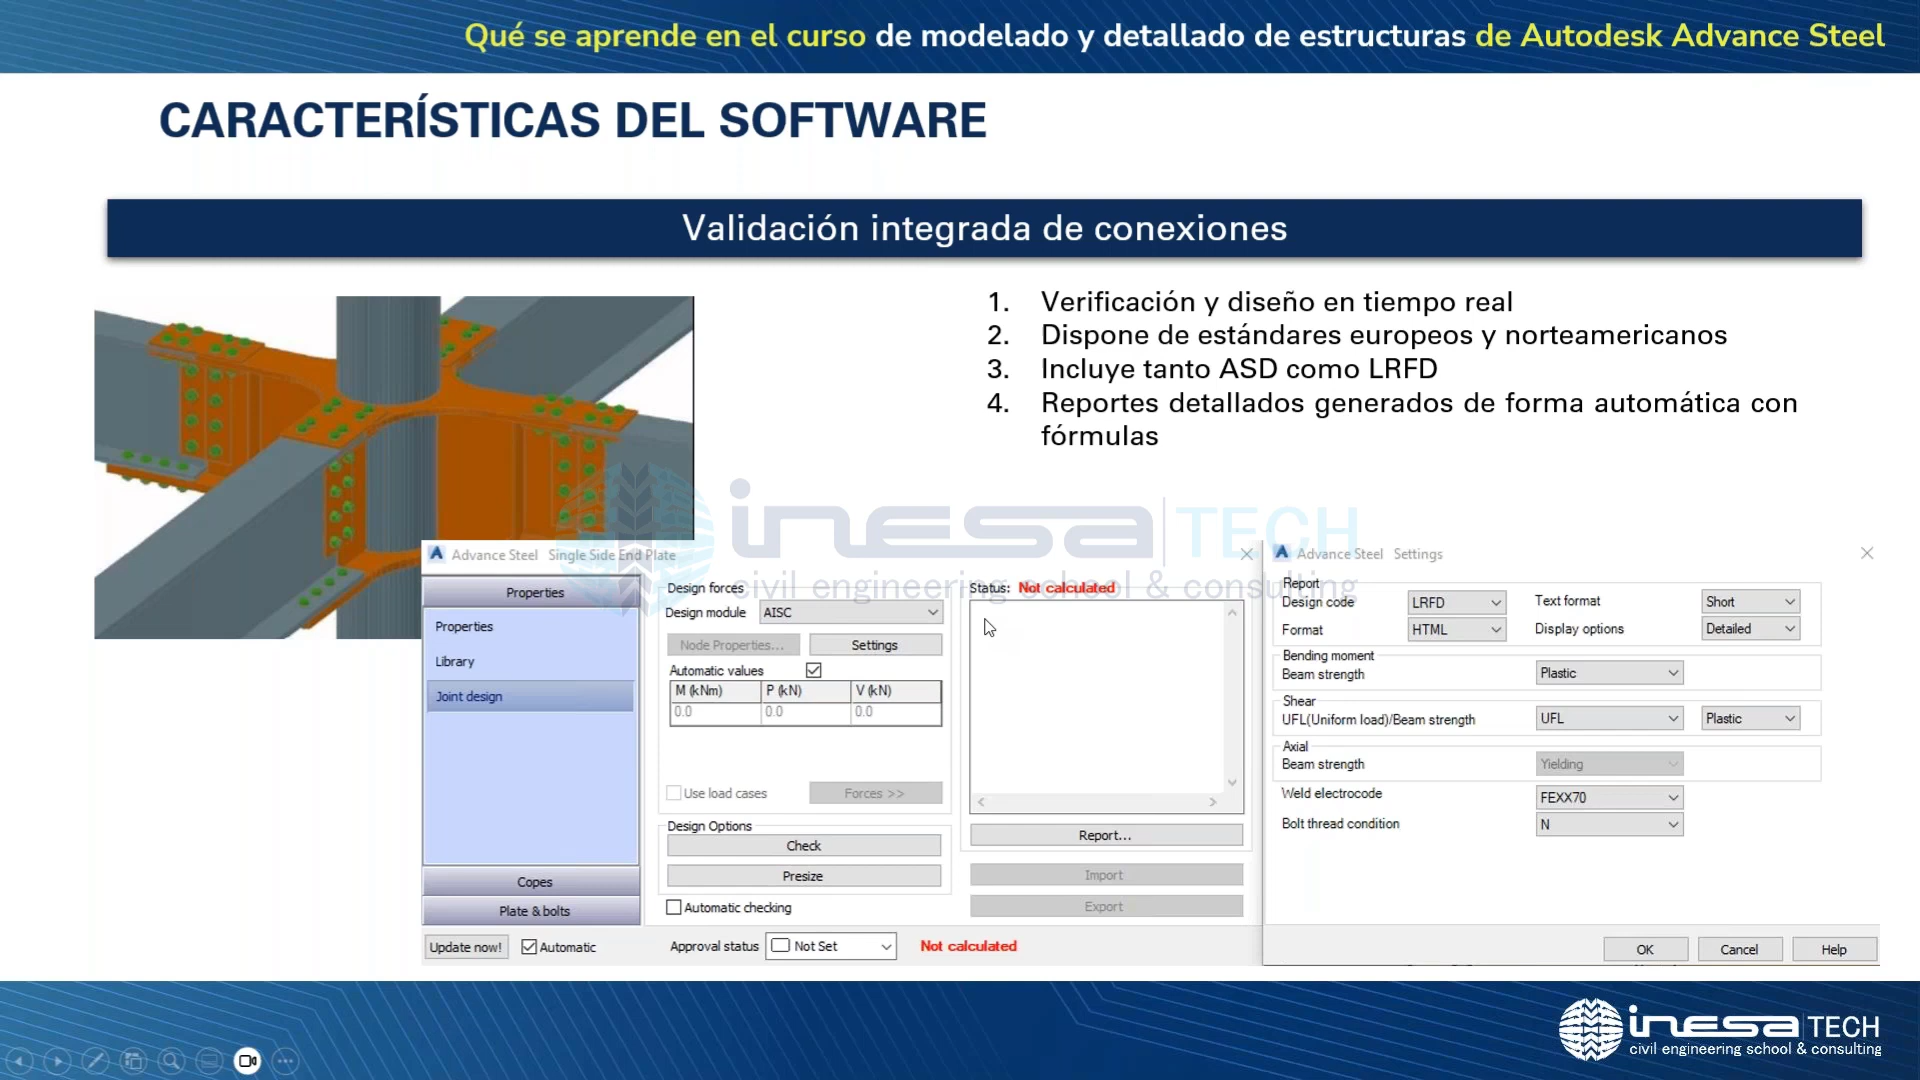 Qué se aprende en el curso de modelado y detallado de estructuras de Autodesk Advance Steel
CARACTERÍSTICAS DEL SOFTWARE
Validación integrada de conexiones
1. Verificación y diseño en tiempo real
2. Dispone de estándares europeos y norteamericanos
3. Incluye tanto ASD como LRFD
4. Reportes detallados generados de forma automática con
fórmulas
inesa TECH
civil engineering school & consulting
Advance Steel Single Side End Plate
Properties
Properties
Library
Joint design
Copes
Plate & bolts
Update now!
Automatic
Design forces
Design module AISC
Node Properties...
Settings
Automatic values
M (kNm) P (kN) V (kN)
0.0 0.0 0.0
Use load cases
Forces >>
Design Options
Check
Presize
Automatic checking
Approval status Not Set
Not calculated
Status: Not calculated
Report...
Import
Export
Advance Steel Settings
Report
Design code LRFD Text format Short
Format HTML Display options Detailed
Bending moment
Beam strength Plastic
Shear
UFL(Uniform load)/Beam strength UFL Plastic
Axial
Beam strength Yielding
Weld electrocode FEXX70
Bolt thread condition N
OK Cancel Help
inesa TECH
civil engineering school & consulting